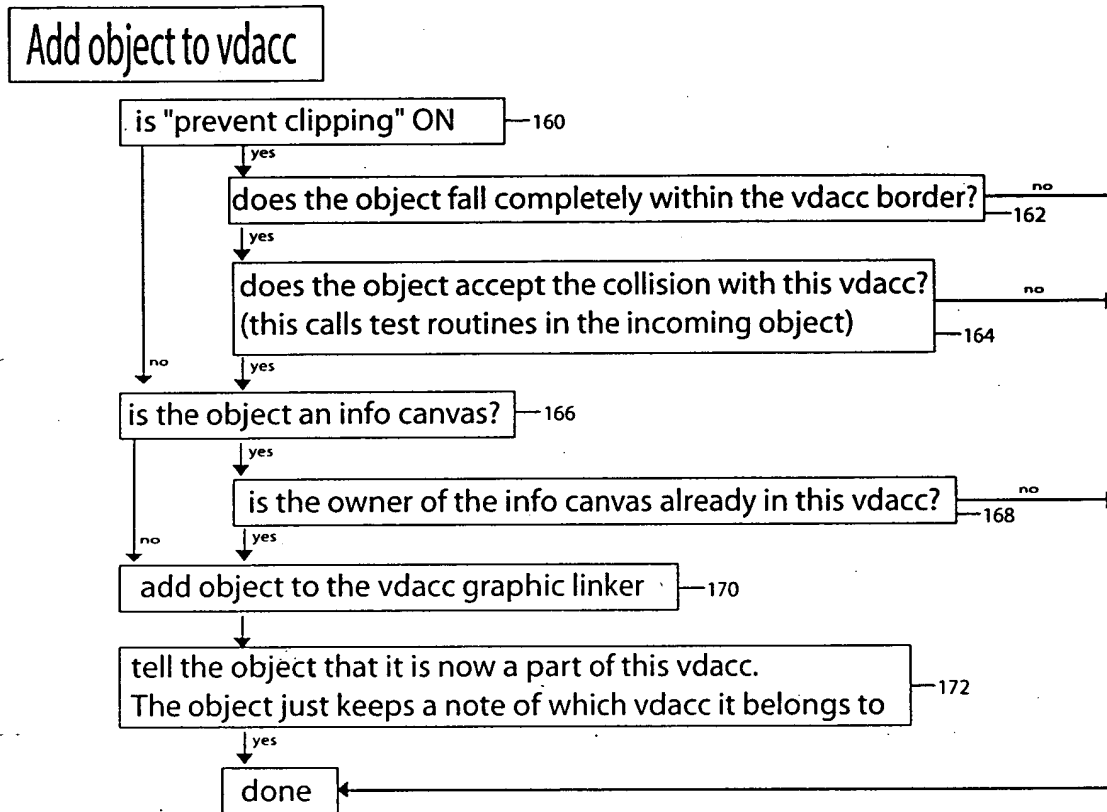 Add object to vdacc
is "prevent clipping" ON
160
yes
does the object fall completely within the vdacc border?
no
162
yes
does the object accept the collision with this vdacc?
(this calls test routines in the incoming object)
no
164
no
yes
is the object an info canvas?
166
yes
is the owner of the info canvas already in this vdacc?
no
168
no
yes
add object to the vdacc graphic linker
170
tell the object that it is now a part of this vdacc.
The object just keeps a note of which vdacc it belongs to
172
yes
done